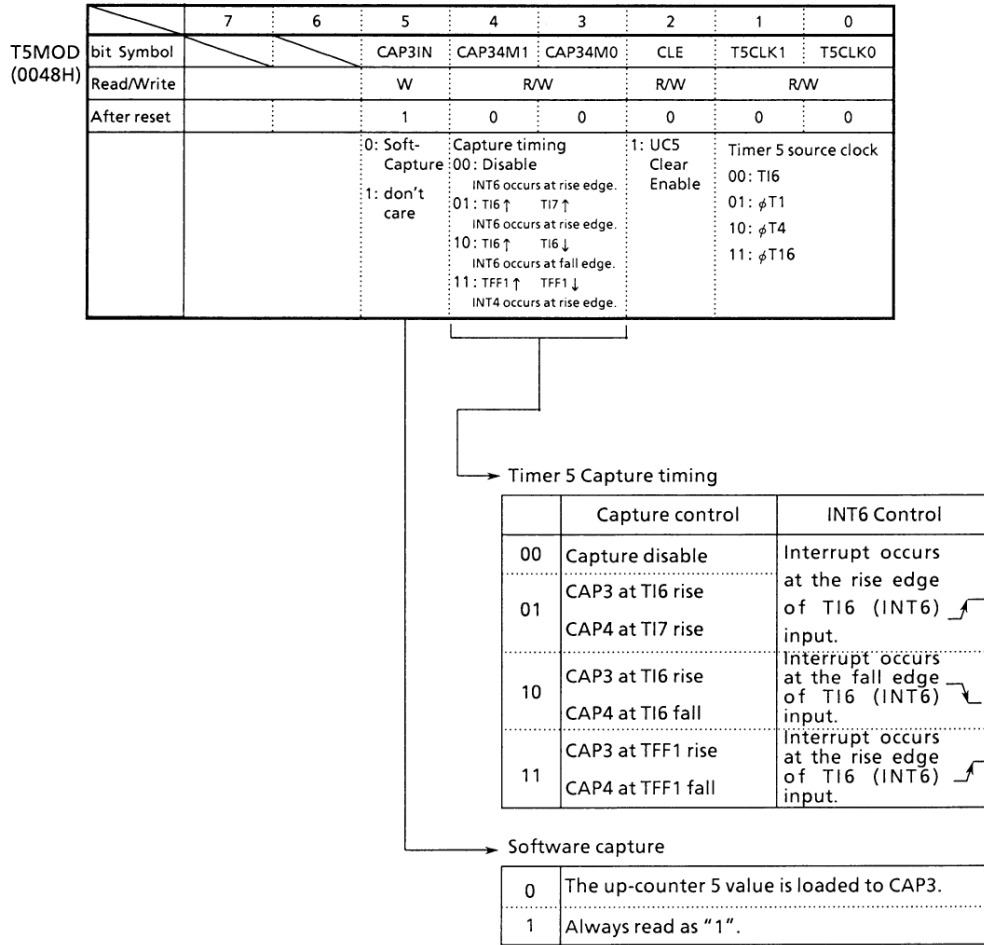 7 6 5 4 3 2 1 0
T5MOD bit Symbol CAP3IN CAP34M1 CAP34M0 CLE T5CLK1 T5CLK0
(0048H) Read/Write W R/W R/W R/W
After reset 1 0 0 0 0 0
0: Soft-
Capture
1: don't
care
Capture timing
00: Disable
INT6 occurs at rise edge.
01: TI6↑ TI7↑
INT6 occurs at rise edge.
10: TI6↑ TI6↓
INT6 occurs at fall edge.
11: TFF1↑ TFF1↓
INT4 occurs at rise edge.
1: UC5
Clear
Enable
Timer 5 source clock
00: TI6
01: φT1
10: φT4
11: φT16
Timer 5 Capture timing
Capture control INT6 Control
00 Capture disable
01 CAP3 at TI6 rise
CAP4 at TI7 rise
Interrupt occurs
at the rise edge
of TI6 (INT6)
input.
10 CAP3 at TI6 rise
CAP4 at TI6 fall
Interrupt occurs
at the fall edge
of TI6 (INT6)
input.
11 CAP3 at TFF1 rise
CAP4 at TFF1 fall
Interrupt occurs
at the rise edge
of TI6 (INT6)
input.
Software capture
0 The up-counter 5 value is loaded to CAP3.
1 Always read as "1".